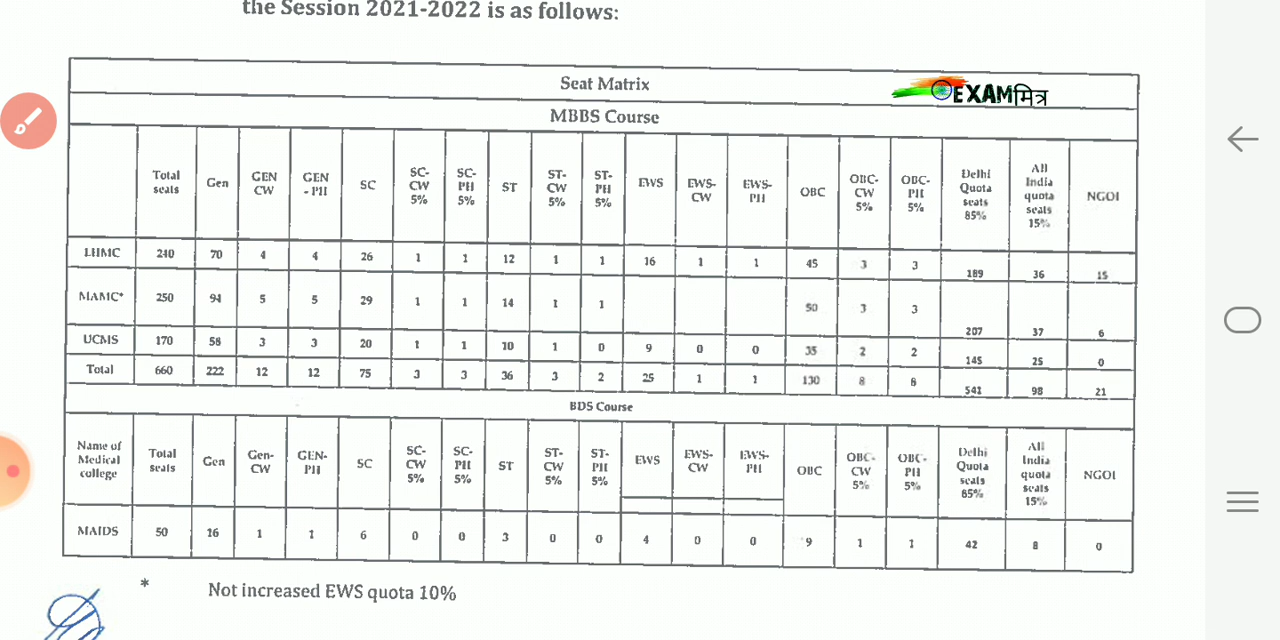 the Session 2021-2022 is as follows:
Seat Matrix
EXAMमित्र
MBBS Course
Total seats Gen GEN CW GEN - PH SC SC-CW 5% SC-PH 5% ST ST-CW 5% ST-PH 5% EWS EWS-CW EWS-PH OBC OBC-CW 5% OBC-PH 5% Delhi Quota seats 85% All India quota seats 15% NGOI
LHMC 240 70 4 4 26 1 1 12 1 1 16 1 1 45 3 3 189 36 15
MAMC* 250 94 5 5 29 1 1 14 1 1 50 3 3 207 37 6
UCMS 170 58 3 3 20 1 1 10 1 0 9 0 0 35 2 2 145 25 0
Total 660 222 12 12 75 3 3 36 3 2 25 1 1 130 8 8 541 98 21
BDS Course
Name of Medical college Total seats Gen Gen-CW GEN-PH SC SC-CW 5% SC-PH 5% ST ST-CW 5% ST-PH 5% EWS EWS-CW EWS-PH OBC OBC-CW 5% OBC-PH 5% Delhi Quota seats 85% All India quota seats 15% NGOI
MAIDS 50 16 1 1 6 0 0 3 0 0 4 0 0 9 1 1 42 8 0
* Not increased EWS quota 10%